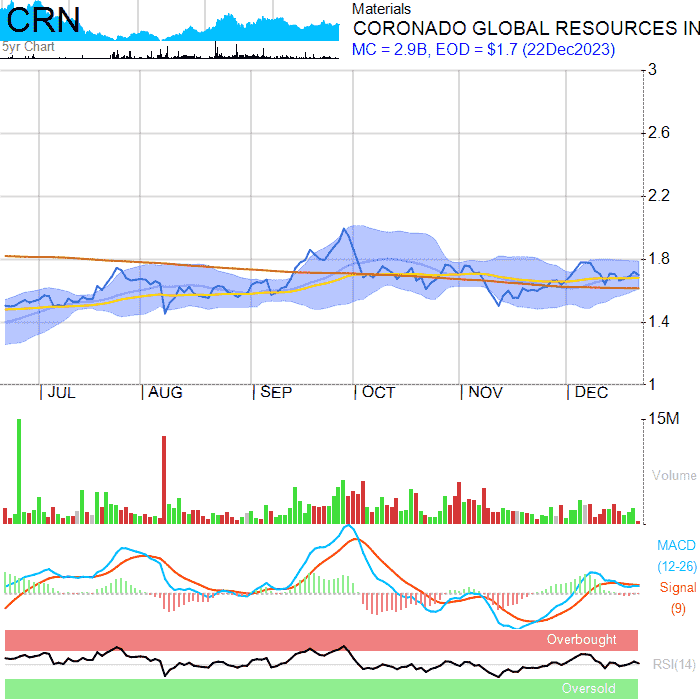 CRN
5yr Chart
Materials
CORONADO GLOBAL RESOURCES IN
MC = 2.9B, EOD = $1.7 (22Dec2023)
3
2.6
2.2
1.8
1.4
1
JUL AUG SEP OCT NOV DEC
15M
Volume
MACD
(12-26)
Signal
(9)
Overbought
RSI(14)
Oversold